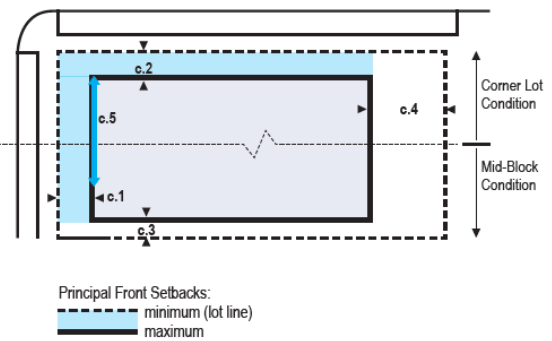 c.2
c.5
c.4
Corner Lot
Condition
Mid-Block
Condition
c.1
c.3
Principal Front Setbacks:
minimum (lot line)
maximum